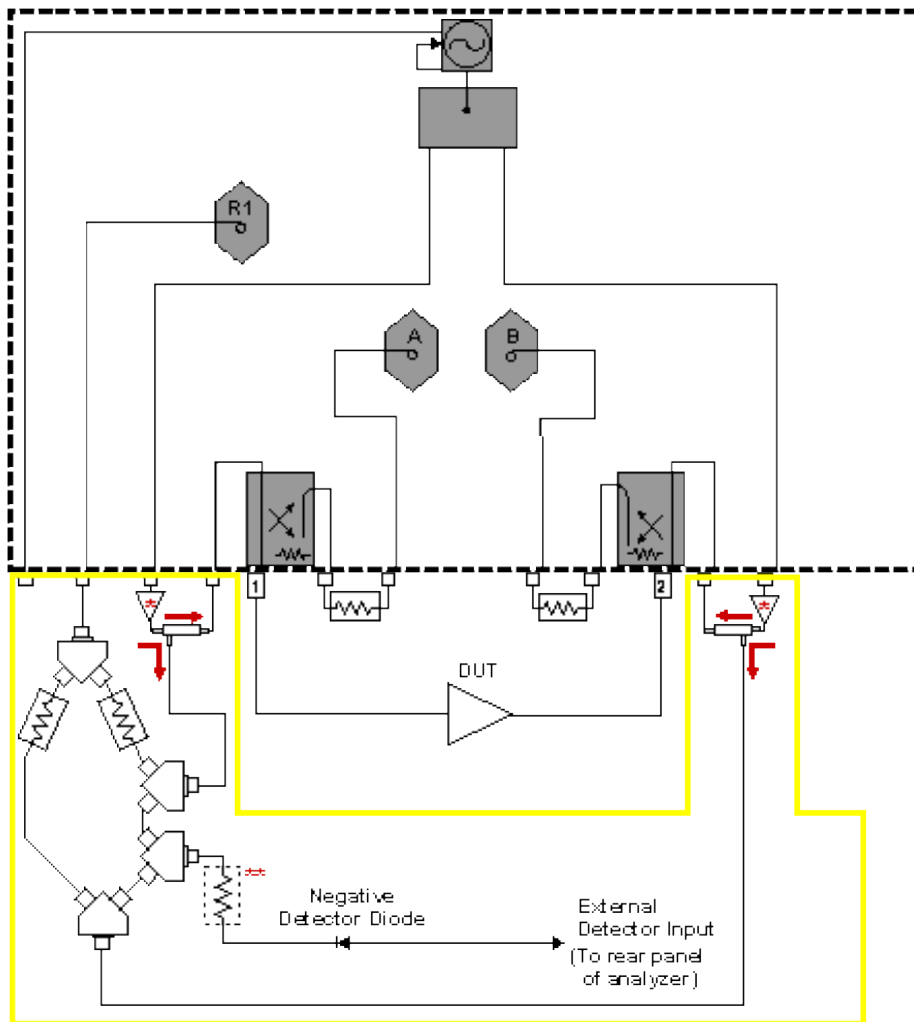 R1
A
B
1
2
*
*
DUT
**
Negative
Detector Diode
External
Detector Input
(To rear panel
of analyzer)